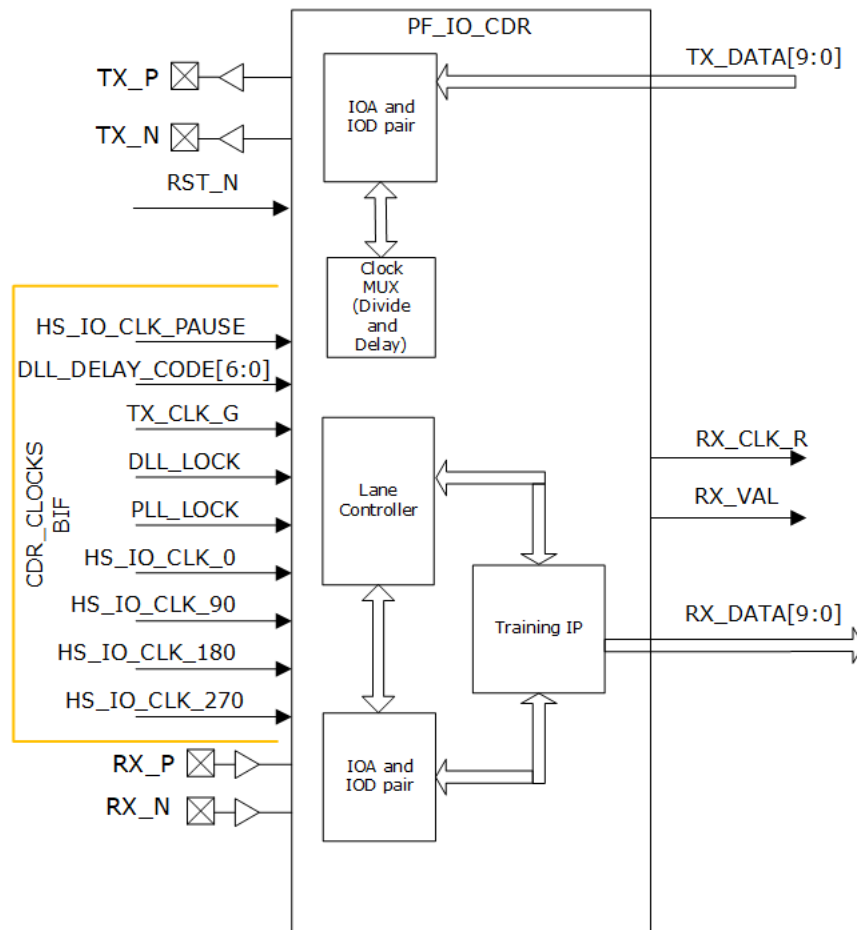 PF_IO_CDR
TX_DATA[9:0]
TX_P
IOA and
IOD pair
TX_N
RST_N
Clock
MUX
(Divide
and
Delay)
HS_IO_CLK_PAUSE
DLL_DELAY_CODE[6:0]
TX_CLK_G
DLL_LOCK
PLL_LOCK
HS_IO_CLK_0
HS_IO_CLK_90
HS_IO_CLK_180
HS_IO_CLK_270
CDR_CLOCKS
BIF
Lane
Controller
RX_CLK_R
RX_VAL
Training IP
RX_DATA[9:0]
RX_P
RX_N
IOA and
IOD pair